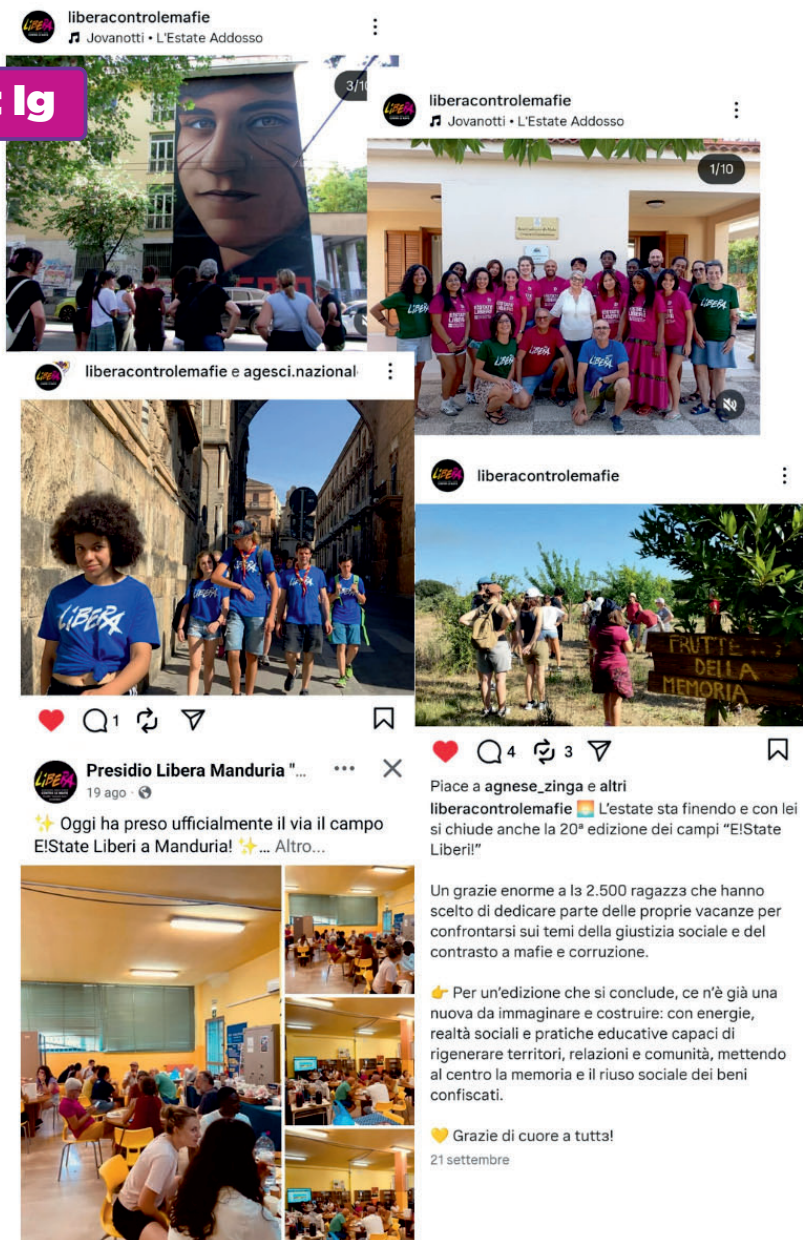 Ig
liberacontrolemafie
Jovanotti • L'Estate Addosso
3/10
liberacontrolemafie
Jovanotti • L'Estate Addosso
1/10
liberacontrolemafie e agesci.nazional
LIBERA
1
Presidio Libera Manduria "...
19 ago
✨ Oggi ha preso ufficialmente il via il campo
E!State Liberi a Manduria! ✨... Altro...
liberacontrolemafie
DELLA
MEMORIA
4 3
Piace a agnese_zinga e altri
liberacontrolemafie 🌅 L'estate sta finendo e con lei
si chiude anche la 20ª edizione dei campi “E!State
Liberi!”
Un grazie enorme a lɜ 2.500 ragazzɜ che hanno
scelto di dedicare parte delle proprie vacanze per
confrontarsi sui temi della giustizia sociale e del
contrasto a mafie e corruzione.
👉 Per un'edizione che si conclude, ce n'è già una
nuova da immaginare e costruire: con energie,
realtà sociali e pratiche educative capaci di
rigenerare territori, relazioni e comunità, mettendo
al centro la memoria e il riuso sociale dei beni
confiscati.
💛 Grazie di cuore a tuttɜ!
21 settembre